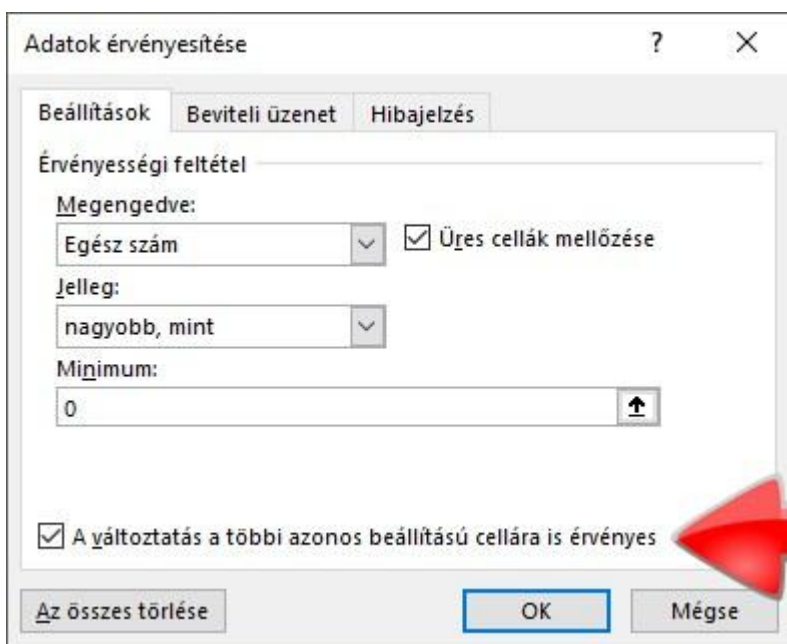 Adatok érvényesítése ?
Beállítások Beviteli üzenet Hibajelzés
Érvényességi feltétel
Megengedve:
Egész szám Üres cellák mellőzése
Jelleg:
nagyobb, mint
Minimum:
0
A változtatás a többi azonos beállítású cellára is érvényes
Az összes törlése OK Mégse